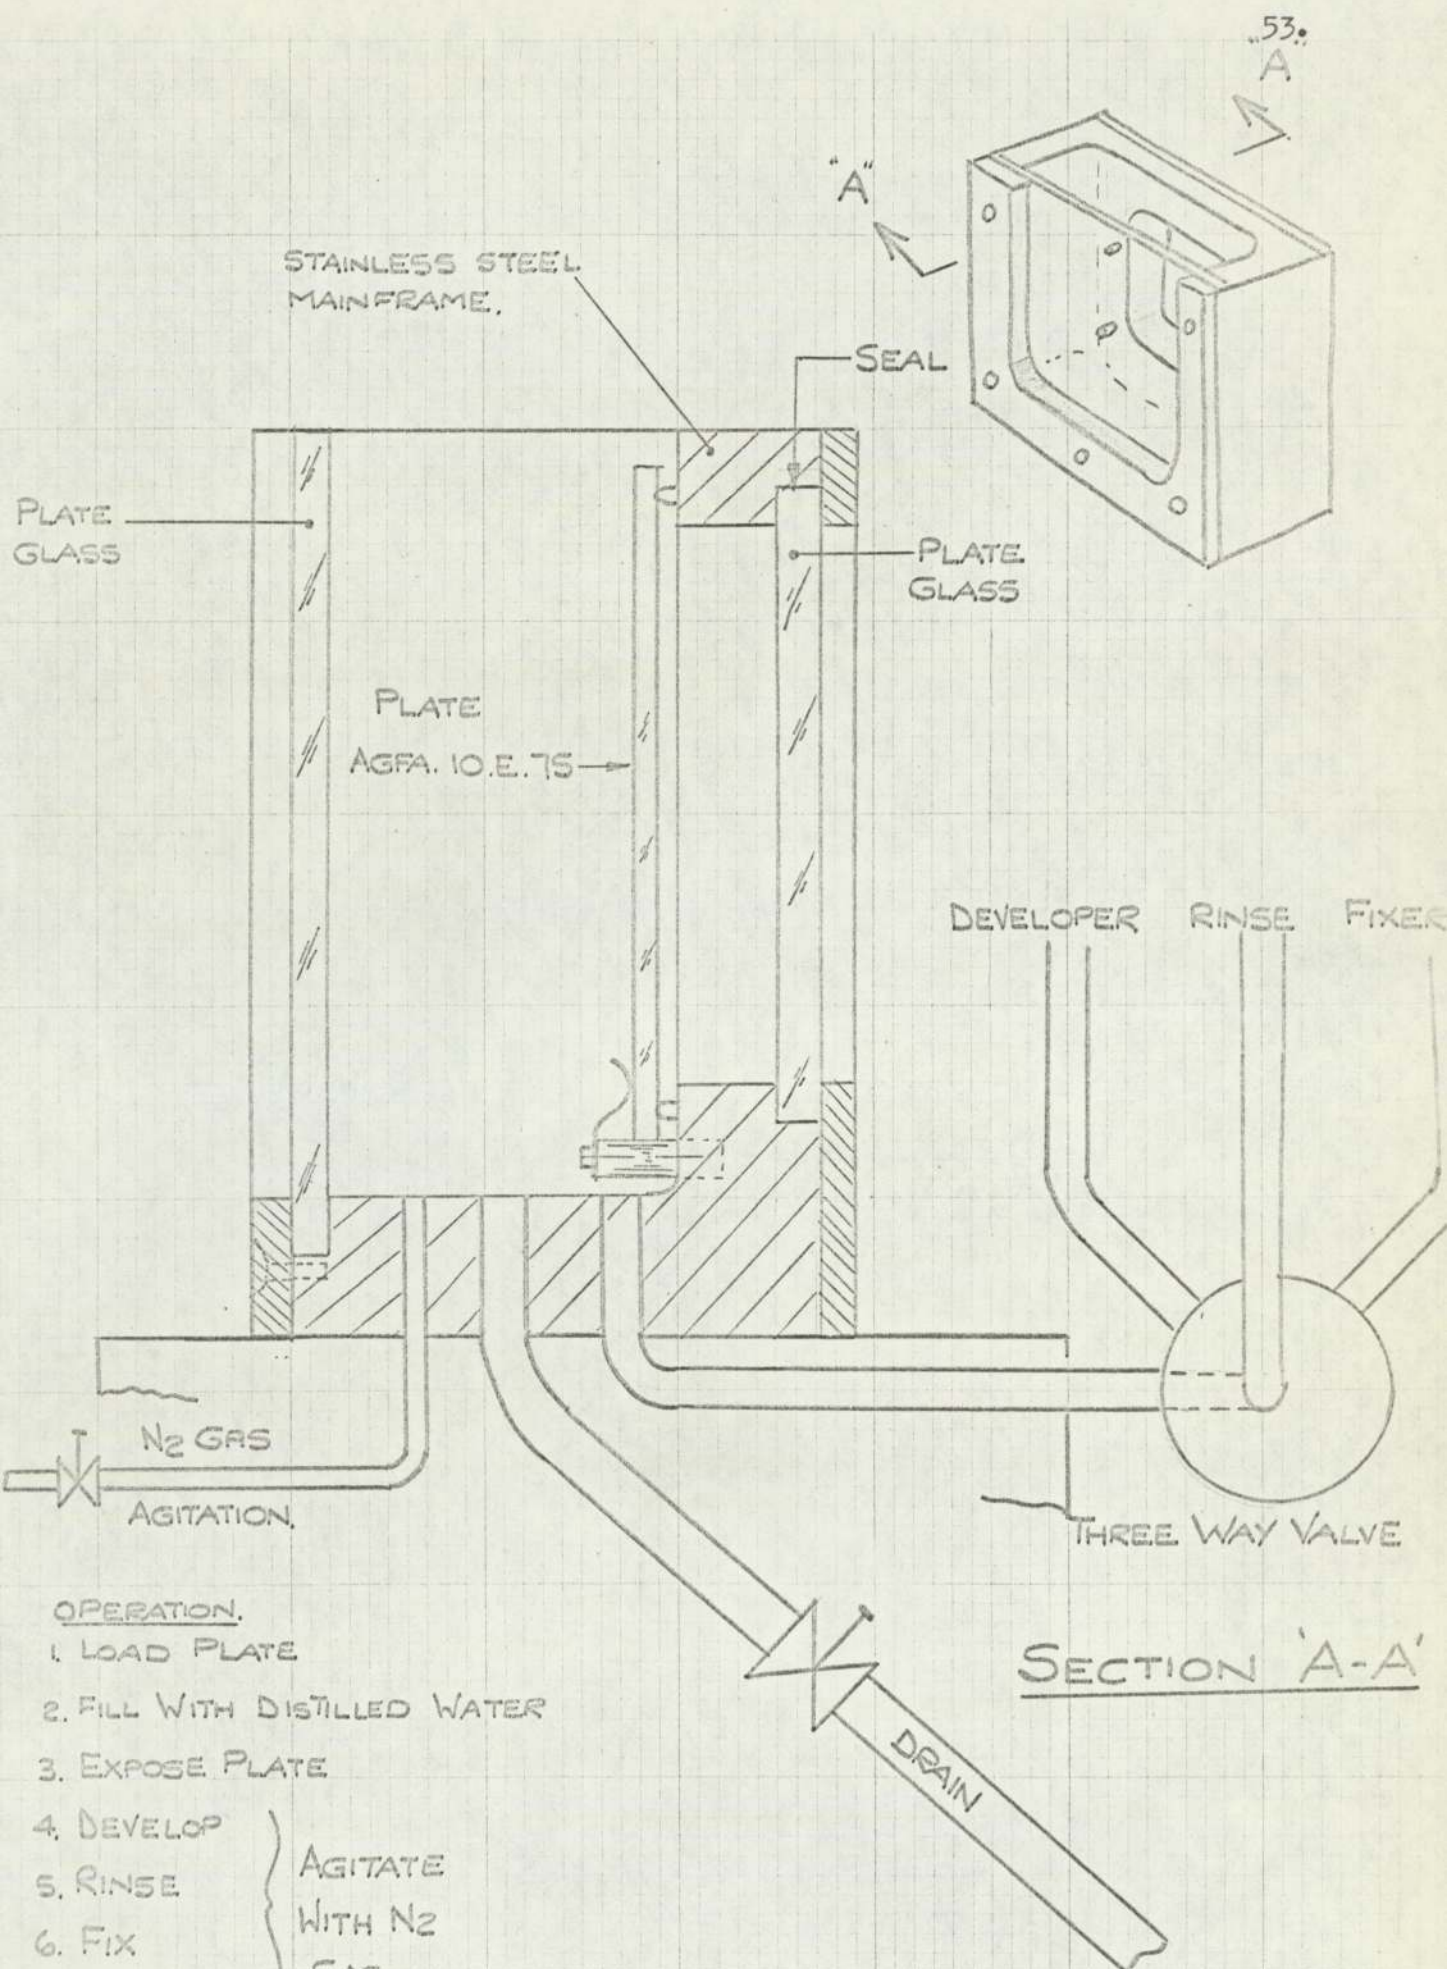 53.
"A"
"A"
STAINLESS STEEL
MAINFRAME.
SEAL
PLATE
GLASS
PLATE
GLASS
PLATE
AGFA. 10.E.75
DEVELOPER RINSE FIXER
N2 GAS
AGITATION.
THREE WAY VALVE
OPERATION.
1. LOAD PLATE
2. FILL WITH DISTILLED WATER
3. EXPOSE PLATE
4. DEVELOP
5. RINSE
6. FIX
AGITATE
WITH N2
SECTION 'A-A'
DRAIN